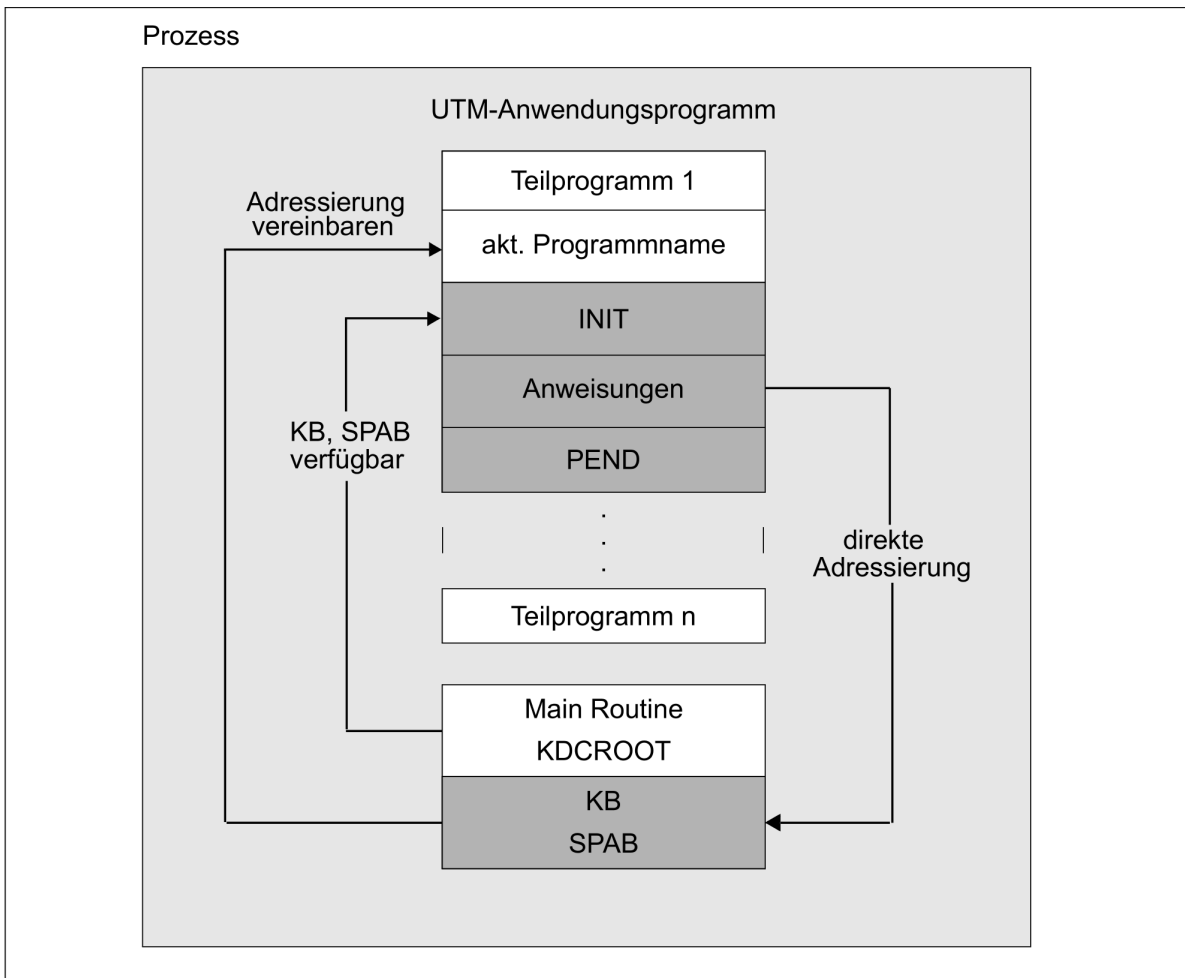 Prozess
UTM-Anwendungsprogramm
Teilprogramm 1
Adressierung
vereinbaren
akt. Programmname
INIT
Anweisungen
KB, SPAB
verfügbar
PEND
direkte
Adressierung
Teilprogramm n
Main Routine
KDCROOT
KB
SPAB